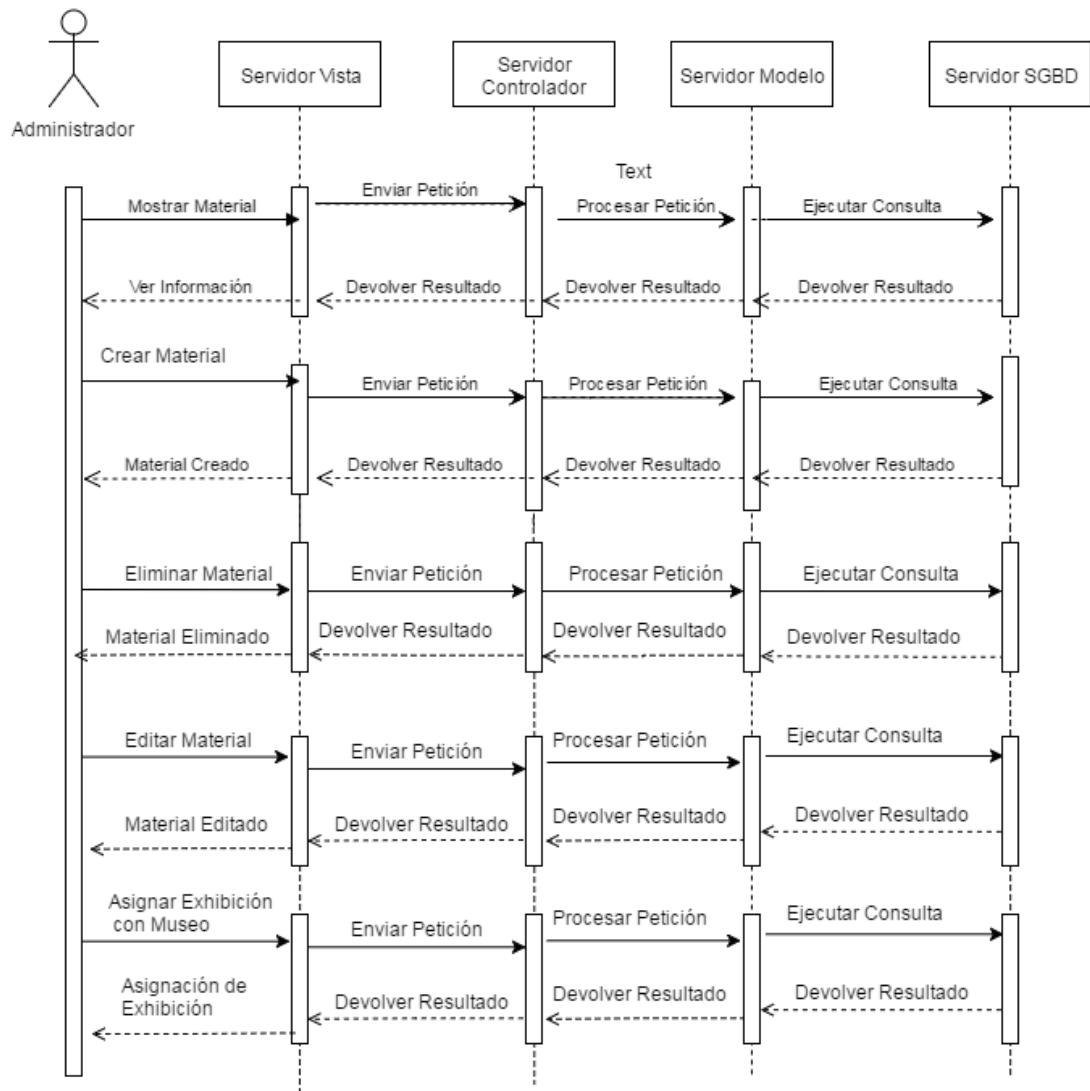 Servidor Vista
Servidor
Controlador
Servidor Modelo
Servidor SGBD
Administrador
Text
Enviar Petición
Mostrar Material
Procesar Petición
Ejecutar Consulta
Ver Información
Devolver Resultado
Devolver Resultado
Devolver Resultado
Crear Material
Enviar Petición
Procesar Petición
Ejecutar Consulta
Material Creado
Devolver Resultado
Devolver Resultado
Devolver Resultado
Eliminar Material
Enviar Petición
Procesar Petición
Ejecutar Consulta
Material Eliminado
Devolver Resultado
Devolver Resultado
Devolver Resultado
Editar Material
Enviar Petición
Procesar Petición
Ejecutar Consulta
Material Editado
Devolver Resultado
Devolver Resultado
Devolver Resultado
Asignar Exhibición
con Museo
Enviar Petición
Procesar Petición
Ejecutar Consulta
Asignación de
Exhibición
Devolver Resultado
Devolver Resultado
Devolver Resultado